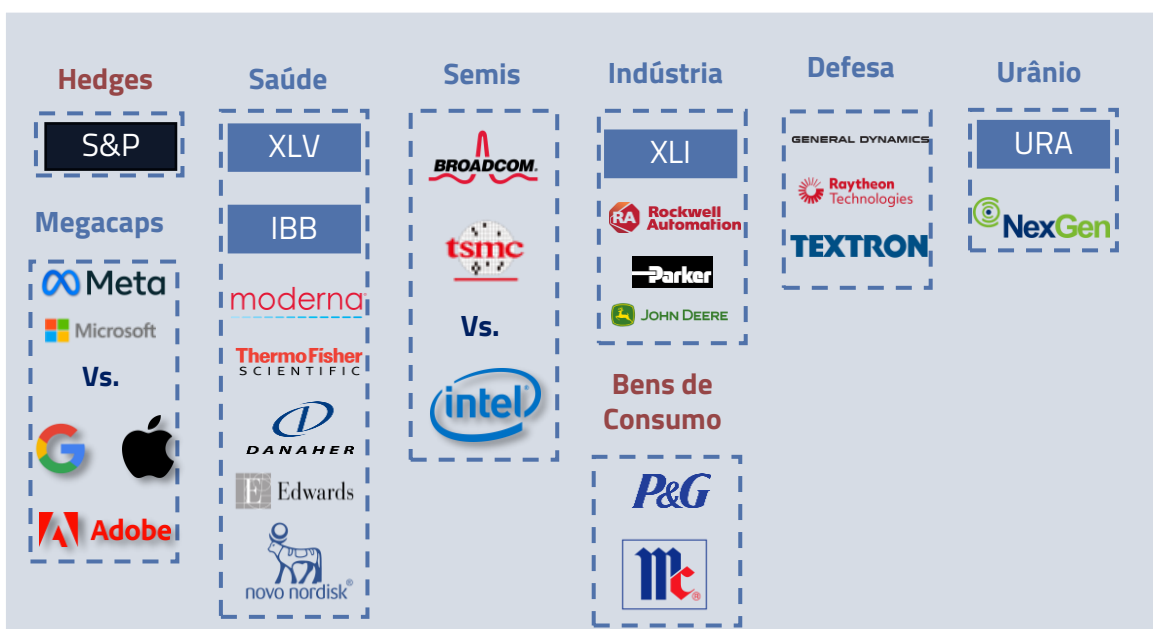 Hedges
S&P
Megacaps
Meta
Microsoft
Vs.
G
Adobe
Saúde
XLV
IBB
moderna
ThermoFisher
SCIENTIFIC
DANAHER
E Edwards
novo nordisk®
Semis
BROADCOM.
tsmc
Vs.
intel®
Indústria
XLI
RA Rockwell
Automation
Parker
JOHN DEERE
Bens de
Consumo
P&G
Mc®
Defesa
GENERAL DYNAMICS
Raytheon
Technologies
TEXTRON
Urânio
URA
NexGen